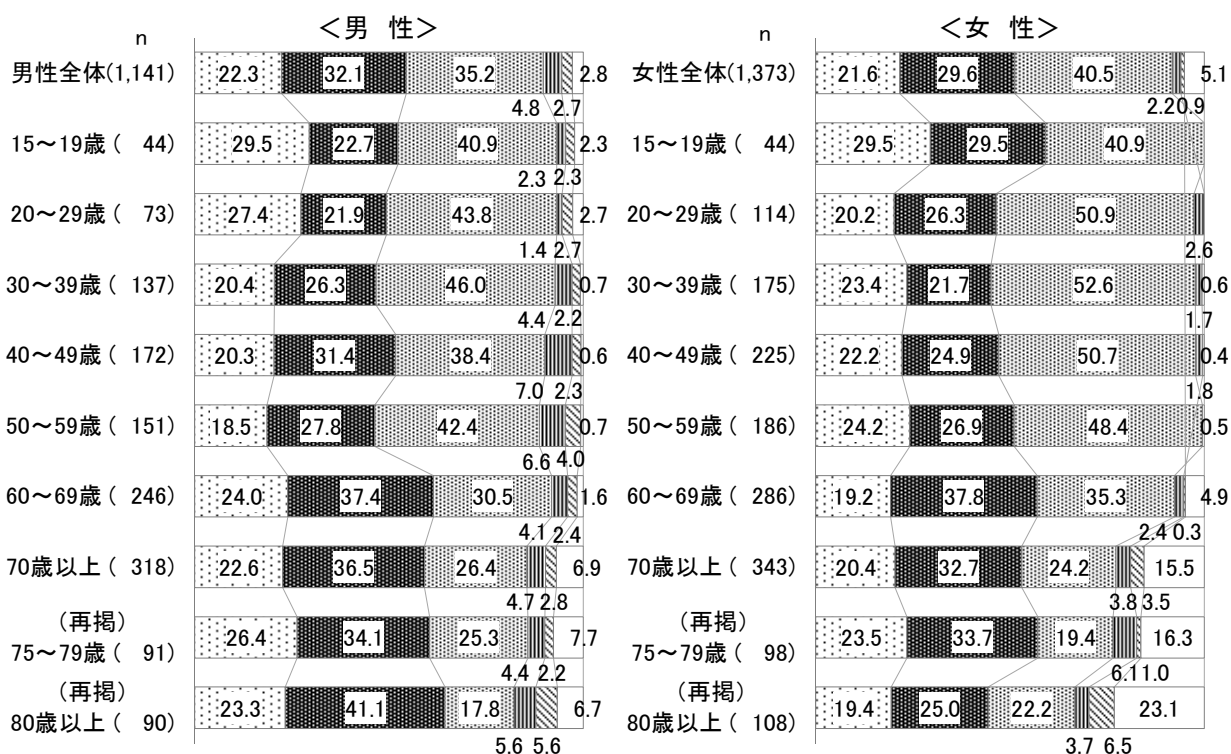 ＜男　性＞
n
男性全体(1,141) 22.3 32.1 35.2 2.8
4.8 2.7
15～19歳（　44） 29.5 22.7 40.9 2.3
2.3 2.3
20～29歳（　73） 27.4 21.9 43.8 2.7
1.4 2.7
30～39歳（ 137） 20.4 26.3 46.0 0.7
4.4 2.2
40～49歳（ 172） 20.3 31.4 38.4 0.6
7.0 2.3
50～59歳（ 151） 18.5 27.8 42.4 0.7
6.6 4.0
60～69歳（ 246） 24.0 37.4 30.5 1.6
4.1 2.4
70歳以上（ 318） 22.6 36.5 26.4 6.9
4.7 2.8
（再掲）
75～79歳（　91） 26.4 34.1 25.3 7.7
4.4 2.2
（再掲）
80歳以上（　90） 23.3 41.1 17.8 6.7
5.6 5.6
＜女　性＞
n
女性全体(1,373) 21.6 29.6 40.5 5.1
2.2 0.9
15～19歳（　44） 29.5 29.5 40.9
20～29歳（ 114） 20.2 26.3 50.9
2.6
30～39歳（ 175） 23.4 21.7 52.6 0.6
1.7
40～49歳（ 225） 22.2 24.9 50.7 0.4
1.8
50～59歳（ 186） 24.2 26.9 48.4 0.5
60～69歳（ 286） 19.2 37.8 35.3 4.9
2.4 0.3
70歳以上（ 343） 20.4 32.7 24.2 15.5
3.8 3.5
（再掲）
75～79歳（　98） 23.5 33.7 19.4 16.3
6.1 1.0
（再掲）
80歳以上（ 108） 19.4 25.0 22.2 23.1
3.7 6.5